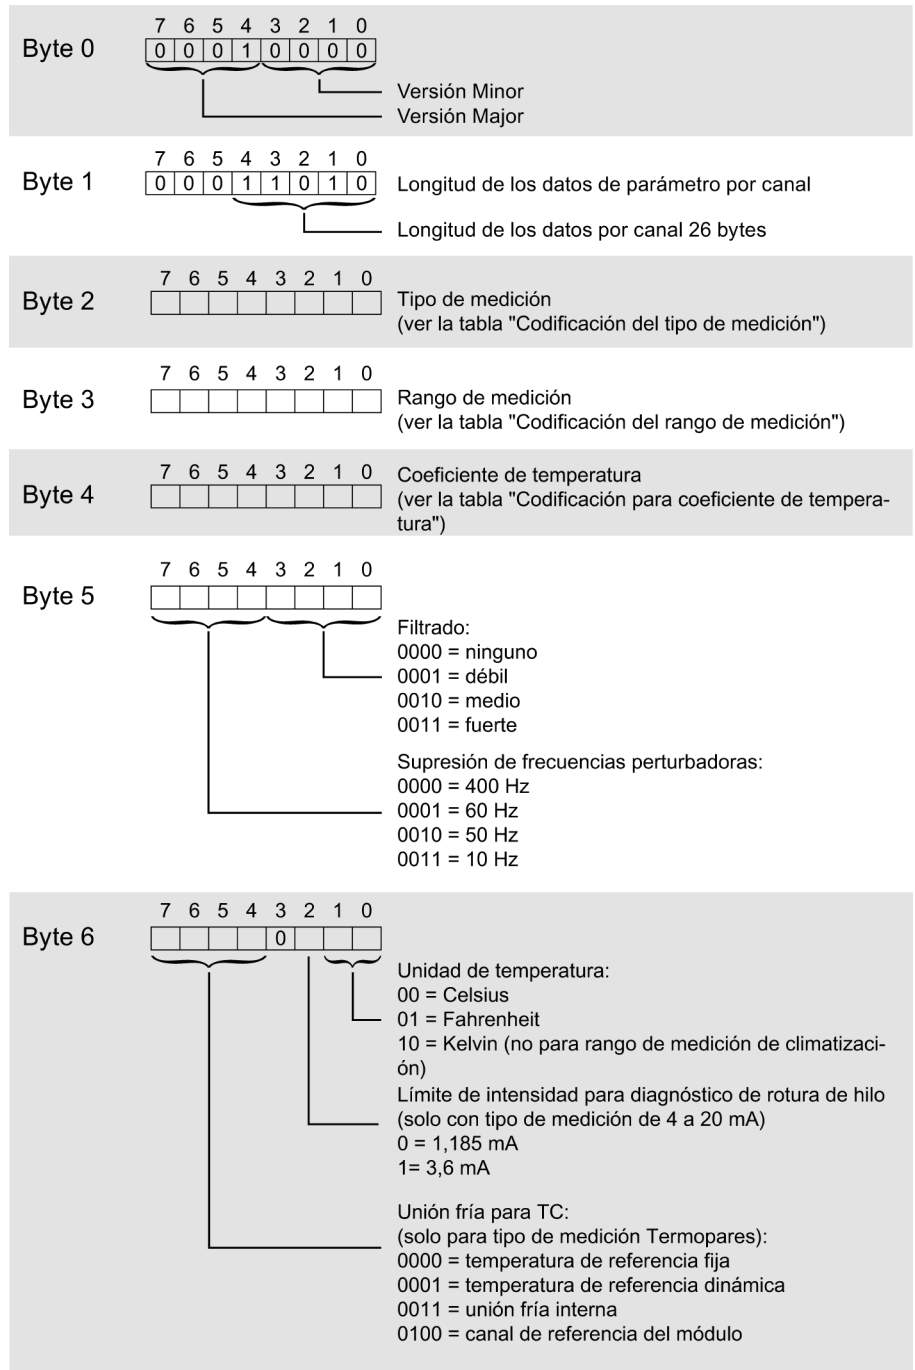 7 6 5 4 3 2 1 0
Byte 0 0 0 0 1 0 0 0 0
Versión Minor
Versión Major
7 6 5 4 3 2 1 0
Byte 1 0 0 0 1 1 0 1 0 Longitud de los datos de parámetro por canal
Longitud de los datos por canal 26 bytes
7 6 5 4 3 2 1 0
Byte 2 Tipo de medición
(ver la tabla "Codificación del tipo de medición")
7 6 5 4 3 2 1 0
Byte 3 Rango de medición
(ver la tabla "Codificación del rango de medición")
7 6 5 4 3 2 1 0 Coeficiente de temperatura
Byte 4 (ver la tabla "Codificación para coeficiente de tempera-
tura")
7 6 5 4 3 2 1 0
Byte 5
Filtrado:
0000 = ninguno
0001 = débil
0010 = medio
0011 = fuerte
Supresión de frecuencias perturbadoras:
0000 = 400 Hz
0001 = 60 Hz
0010 = 50 Hz
0011 = 10 Hz
7 6 5 4 3 2 1 0
Byte 6 0
Unidad de temperatura:
00 = Celsius
01 = Fahrenheit
10 = Kelvin (no para rango de medición de climatizaci-
ón)
Límite de intensidad para diagnóstico de rotura de hilo
(solo con tipo de medición de 4 a 20 mA)
0 = 1,185 mA
1= 3,6 mA
Unión fría para TC:
(solo para tipo de medición Termopares):
0000 = temperatura de referencia fija
0001 = temperatura de referencia dinámica
0011 = unión fría interna
0100 = canal de referencia del módulo